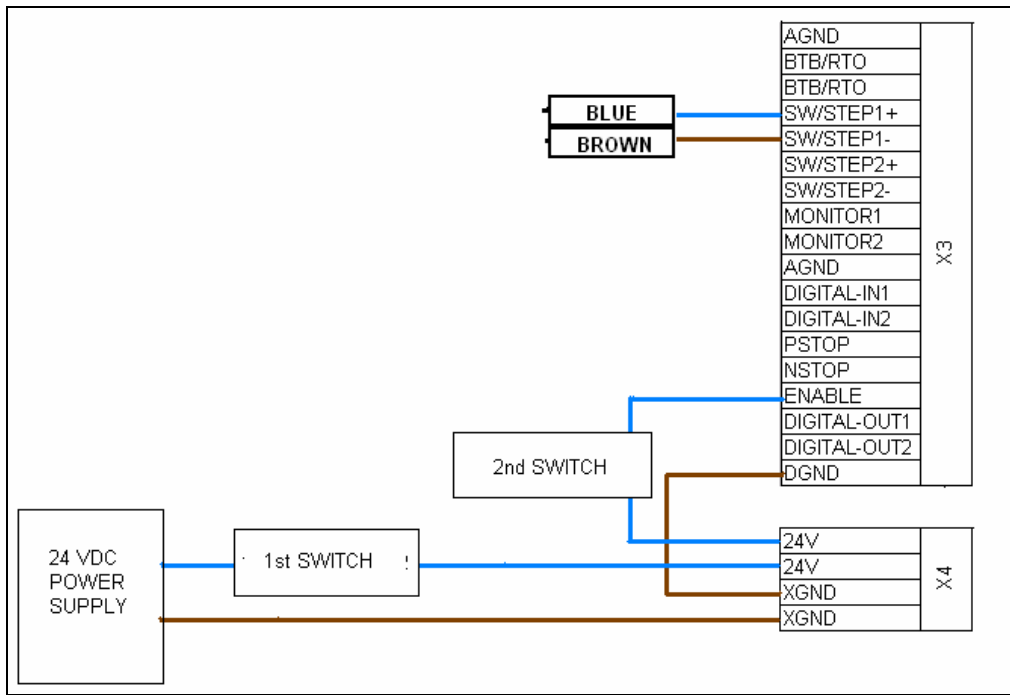 AGND
BTB/RTO
BTB/RTO
SW/STEP1+
SW/STEP1-
SW/STEP2+
SW/STEP2-
MONITOR1
MONITOR2
AGND
DIGITAL-IN1
DIGITAL-IN2
PSTOP
NSTOP
ENABLE
DIGITAL-OUT1
DIGITAL-OUT2
DGND
X3
BLUE
BROWN
2nd SWITCH
24 VDC
POWER
SUPPLY
1st SWITCH
24V
24V
XGND
XGND
X4